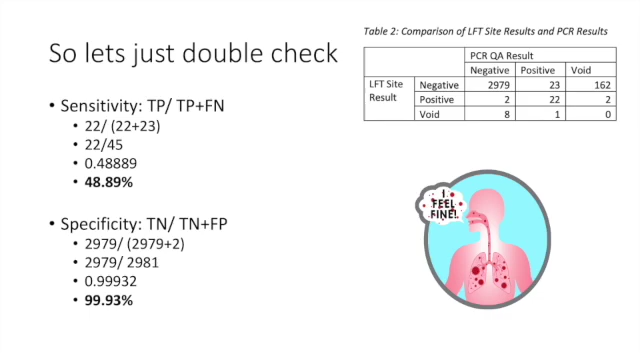 Table 2: Comparison of LFT Site Results and PCR Results
So lets just double check
PCR QA Result
Negative Positive Void
LFT Site Result Negative 2979 23 162
Positive 2 22 2
Void 8 1 0
• Sensitivity: TP/ TP+FN
• 22/ (22+23)
• 22/45
• 0.48889
• 48.89%
• Specificity: TN/ TN+FP
• 2979/ (2979+2)
• 2979/ 2981
• 0.99932
• 99.93%
I
FEEL
FINE!